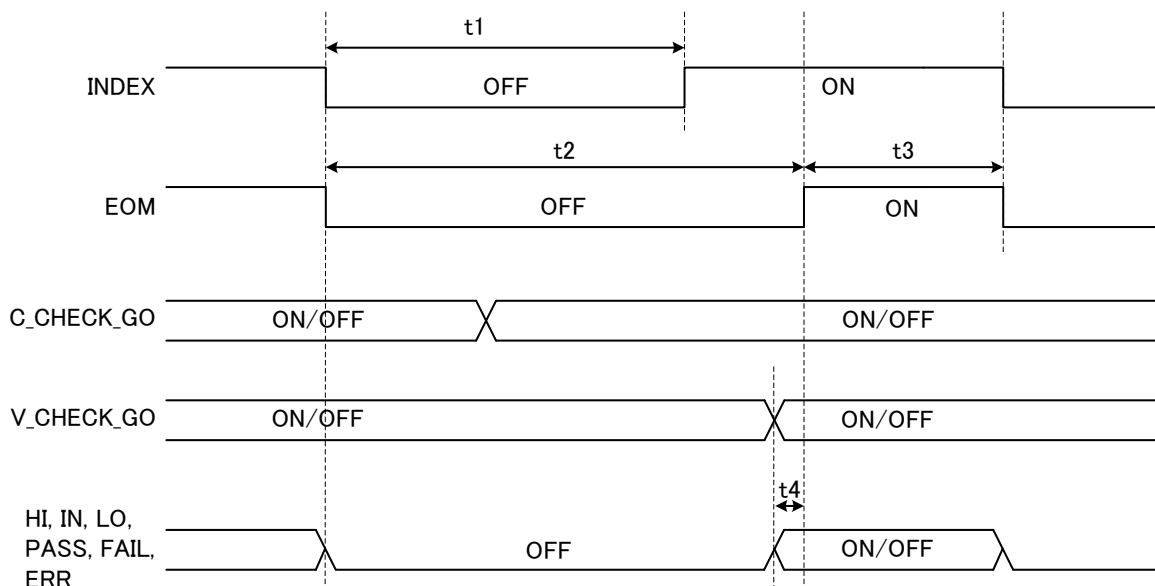 t1
INDEX
OFF
ON
t2
t3
EOM
OFF
ON
C_CHECK_GO
ON/OFF
ON/OFF
V_CHECK_GO
ON/OFF
ON/OFF
t4
HI, IN, LO,
PASS, FAIL,
ERR
OFF
ON/OFF